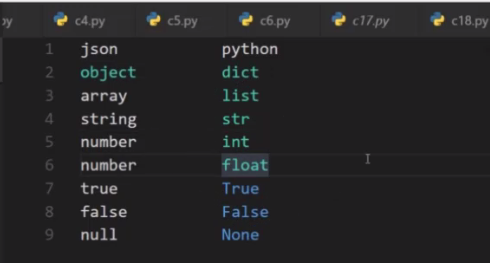 py c4.py c5.py c6.py c17.py c18.py
1 json python
2 object dict
3 array list
4 string str
5 number int
6 number float
7 true True
8 false False
9 null None